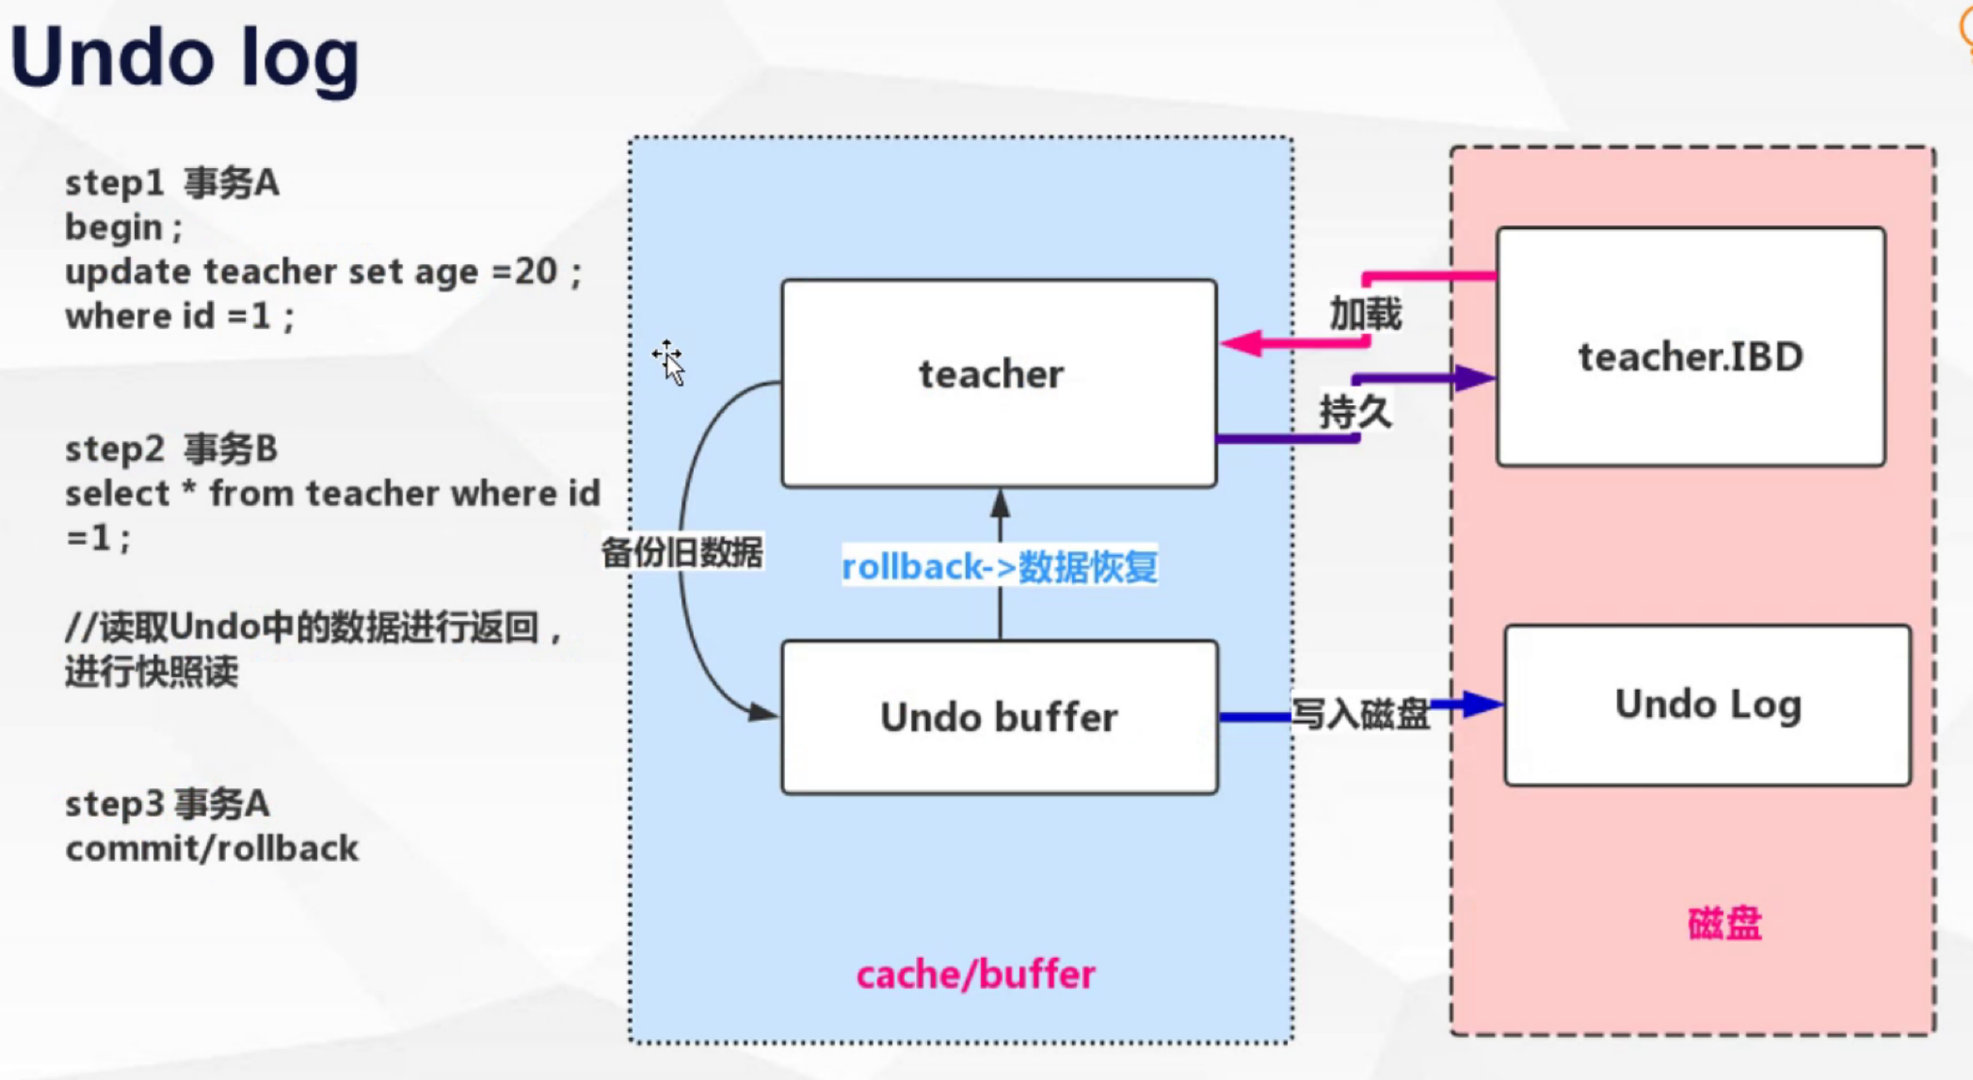 Undo log
step1 事务A
begin ;
update teacher set age =20 ;
where id =1 ;
step2 事务B
select * from teacher where id
=1 ;
//读取Undo中的数据进行返回，
进行快照读
step3 事务A
commit/rollback
teacher
备份旧数据
rollback->数据恢复
Undo buffer
cache/buffer
加载
持久
写入磁盘
teacher.IBD
Undo Log
磁盘